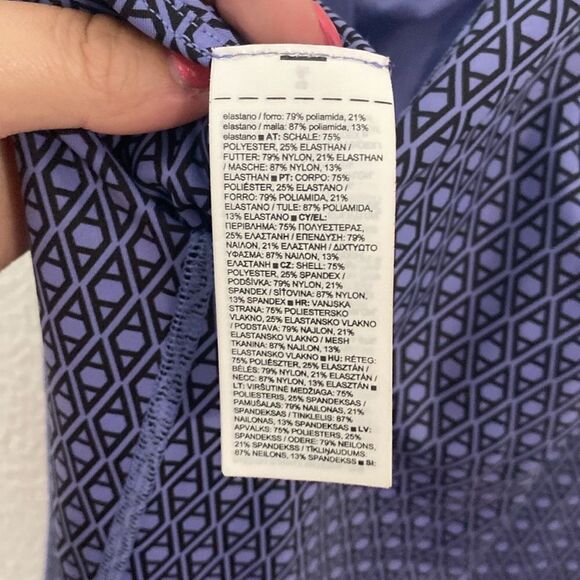 elastano / forro: 79% poliamida, 21%
elastano / malla: 87% poliamida, 13%
elastano ■ AT: SCHALE: 75%
POLYESTER, 25% ELASTHAN /
FUTTER: 79% NYLON, 21% ELASTHAN
/ MASCHE: 87% NYLON, 13%
ELASTHAN ■ PT: CORPO: 75%
POLIÉSTER, 25% ELASTANO /
FORRO: 79% POLIAMIDA, 21%
ELASTANO / TULE: 87% POLIAMIDA,
13% ELASTANO ■ CY/EL:
ΠΕΡΙΒΛΗΜΑ: 75% ΠΟΛΥΕΣΤΕΡΑΣ,
25% ΕΛΑΣΤΑΝΗ / ΕΠΕΝΔΥΣΗ: 79%
ΝΑΙΛΟΝ, 21% ΕΛΑΣΤΑΝΗ / ΔΙΧΤΥΩΤΟ
ΥΦΑΣΜΑ: 87% ΝΑΙΛΟΝ, 13%
ΕΛΑΣΤΑΝΗ ■ CZ: SHELL: 75%
POLYESTER, 25% SPANDEX /
PODŠÍVKA: 79% NYLON, 21%
SPANDEX / SÍŤOVINA: 87% NYLON,
13% SPANDEX ■ HR: VANJSKA
STRANA: 75% POLIESTERSKO
VLAKNO, 25% ELASTANSKO VLAKNO
/ PODSTAVA: 79% NAJLON, 21%
ELASTANSKO VLAKNO / MESH
TKANINA: 87% NAJLON, 13%
ELASTANSKO VLAKNO ■ HU: RÉTEG:
75% POLIÉSZTER, 25% ELASZTÁN /
BÉLÉS: 79% NYLON, 21% ELASZTÁN /
NECC: 87% NYLON, 13% ELASZTÁN ■
LT: VIRŠUTINĖ MEDŽIAGA: 75%
POLIESTERIS, 25% SPANDEKSAS /
PAMUŠALAS: 79% NAILONAS, 21%
SPANDEKSAS / TINKLELIS: 87%
NAILONAS, 13% SPANDEKSAS ■ LV:
APVALKS: 75% POLIESTERS, 25%
SPANDEKSS / ODERE: 79% NEILONS,
21% SPANDEKSS / TĪKLIŅAUDUMS:
87% NEILONS, 13% SPANDEKSS ■ SI: